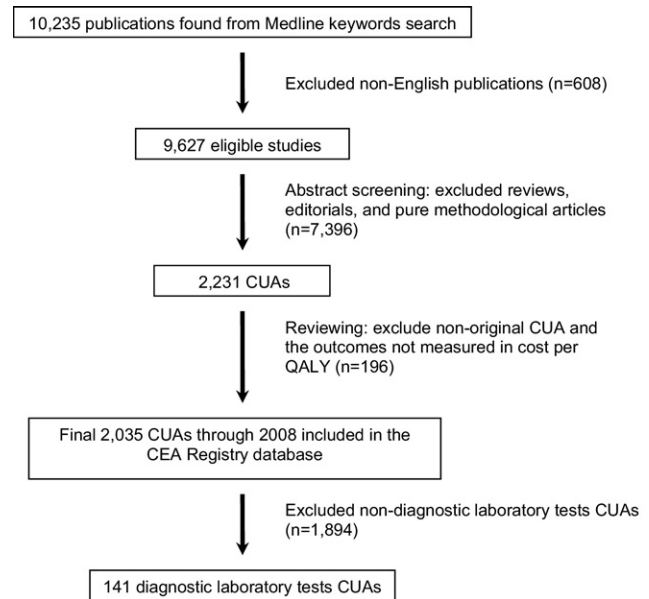 10,235 publications found from Medline keywords search
Excluded non-English publications (n=608)
9,627 eligible studies
Abstract screening: excluded reviews,
editorials, and pure methodological articles
(n=7,396)
2,231 CUAs
Reviewing: exclude non-original CUA and
the outcomes not measured in cost per
QALY (n=196)
Final 2,035 CUAs through 2008 included in the
CEA Registry database
Excluded non-diagnostic laboratory tests CUAs
(n=1,894)
141 diagnostic laboratory tests CUAs